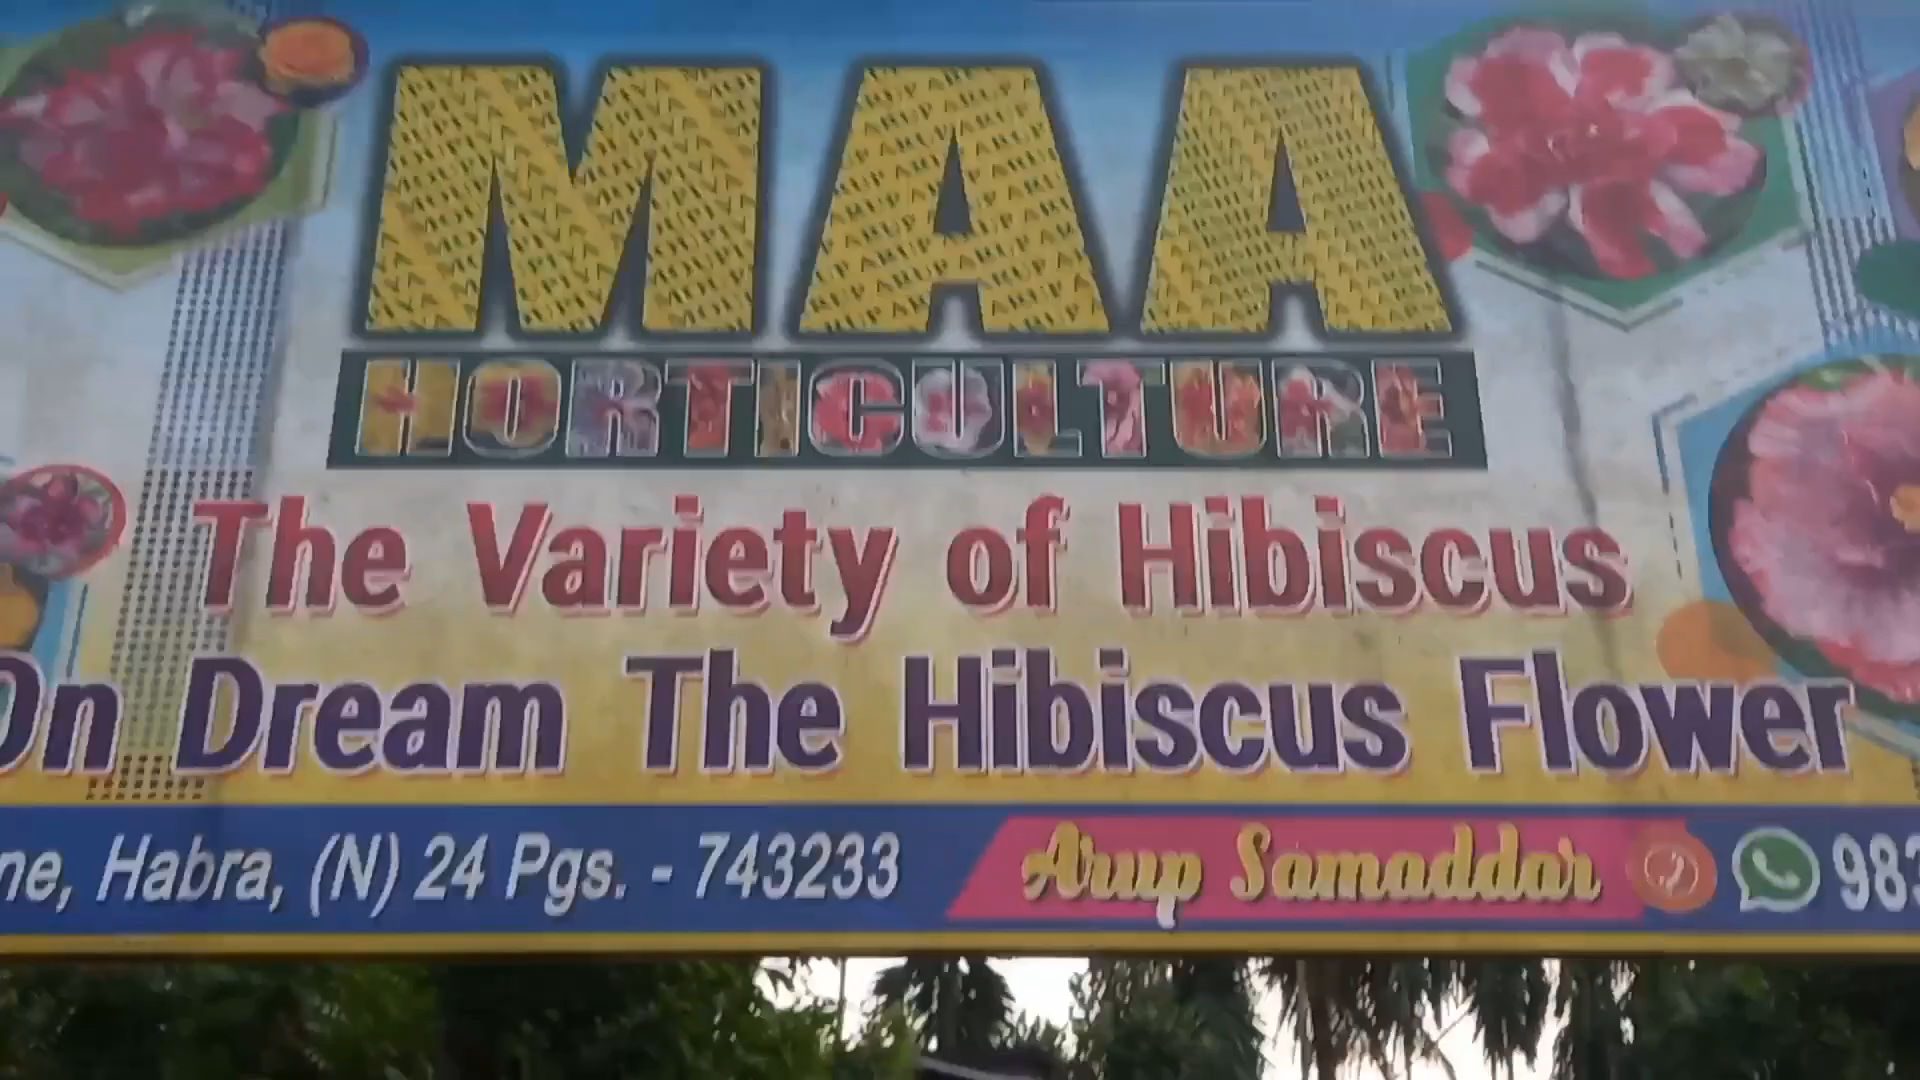 MAA
HORTICULTURE
The Variety of Hibiscus
On Dream The Hibiscus Flower
ne, Habra, (N) 24 Pgs. - 743233 Arup Samaddar 983